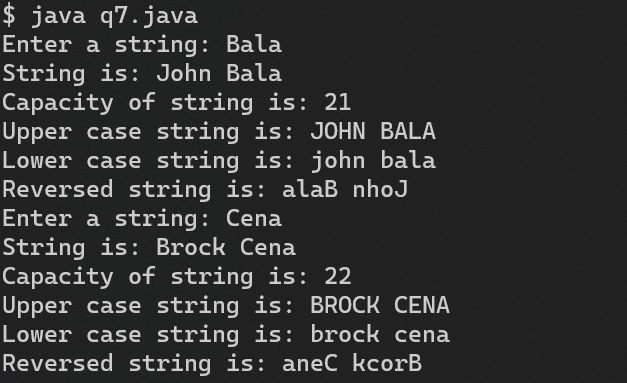 $ java q7.java
Enter a string: Bala
String is: John Bala
Capacity of string is: 21
Upper case string is: JOHN BALA
Lower case string is: john bala
Reversed string is: alaB nhoJ
Enter a string: Cena
String is: Brock Cena
Capacity of string is: 22
Upper case string is: BROCK CENA
Lower case string is: brock cena
Reversed string is: aneC kcorB